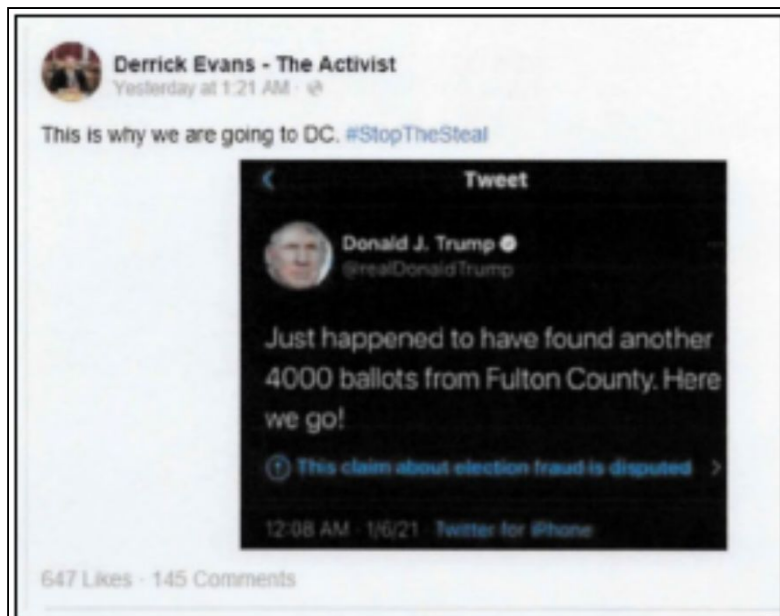 Derrick Evans - The Activist
Yesterday at 1:21 AM ·
This is why we are going to DC. #StopTheSteal
Tweet
Donald J. Trump
@realDonaldTrump
Just happened to have found another
4000 ballots from Fulton County. Here
we go!
This claim about election fraud is disputed
12:08 AM · 1/6/21 · Twitter for iPhone
647 Likes · 145 Comments